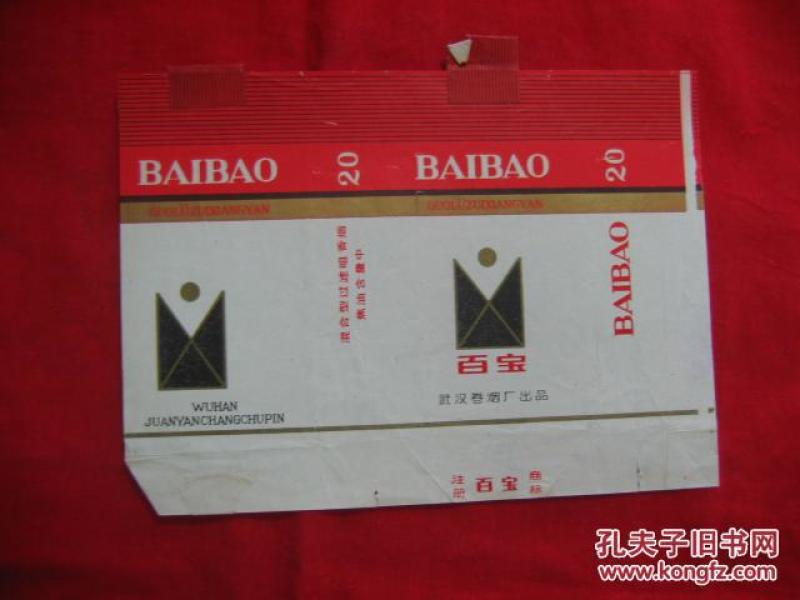 BAIBAO
20
BAIBAO
20
GUOLÜZUIXIANGYAN
GUOLÜZUIXIANGYAN
混合型过滤咀香烟
焦油含量中
BAIBAO
百宝
武汉卷烟厂出品
WUHAN
JUANYANCHANGCHUPIN
注册 百宝 商标
孔夫子旧书网
www.kongfz.com